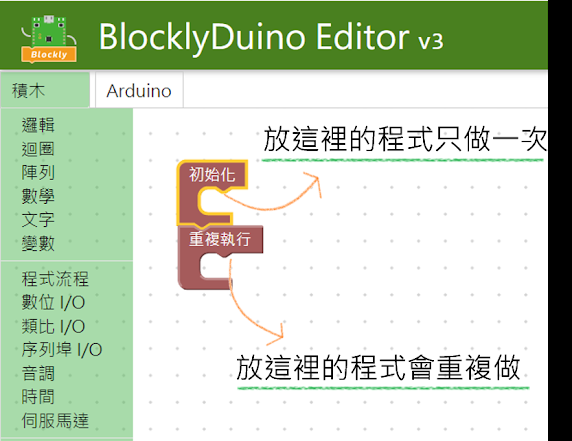 Blockly
BlocklyDuino Editor v3
積木
Arduino
邏輯
迴圈
陣列
數學
文字
變數
程式流程
數位 I/O
類比 I/O
序列埠 I/O
音調
時間
伺服馬達
放這裡的程式只做一次
初始化
重複執行
放這裡的程式會重複做